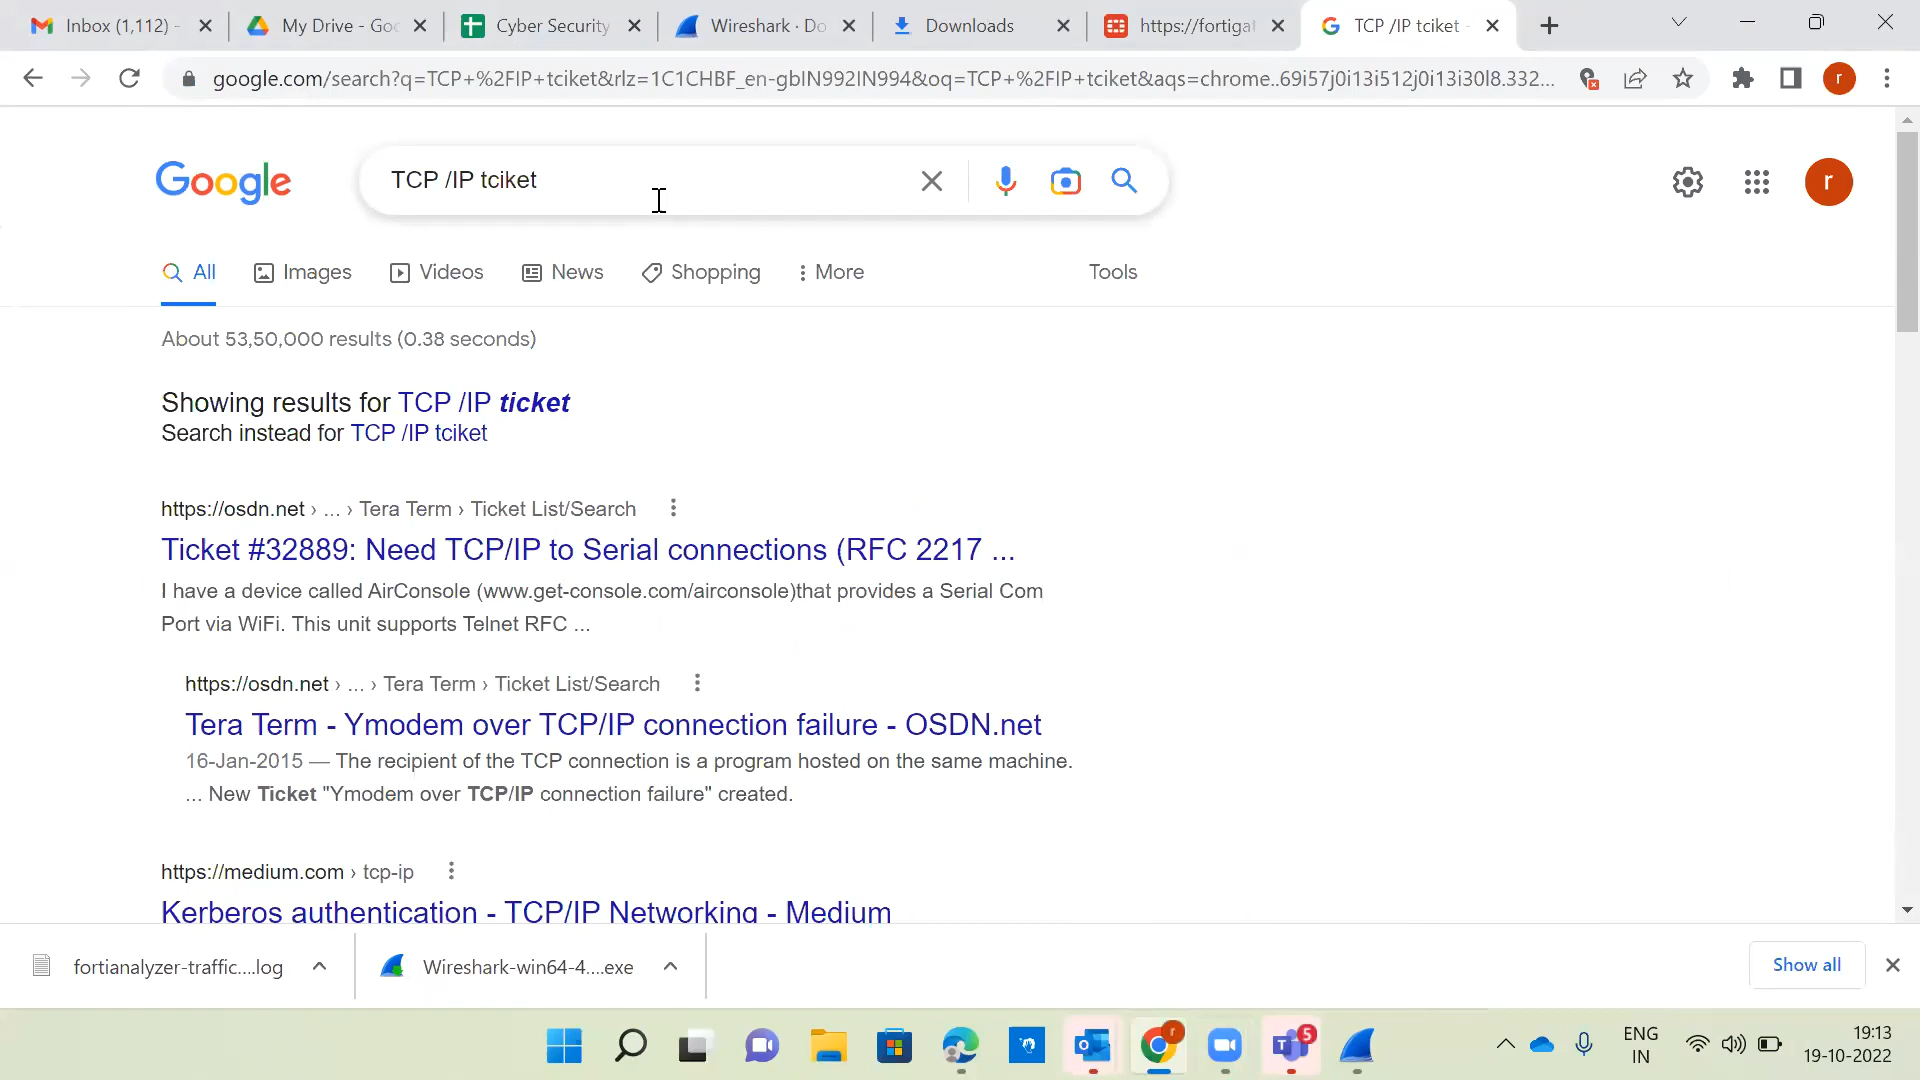 Inbox (1,112) -
My Drive - Goo
Cyber Security
Wireshark · Do
Downloads
https://fortigat
TCP /IP tciket -
google.com/search?q=TCP+%2FIP+tciket&rlz=1C1CHBF_en-gbIN992IN994&oq=TCP+%2FIP+tciket&aqs=chrome..69i57j0i13i512j0i13i30l8.332...
r
Google
TCP /IP tciket
r
All
Images
Videos
News
Shopping
More
Tools
About 53,50,000 results (0.38 seconds)
Showing results for TCP /IP ticket
Search instead for TCP /IP tciket
https://osdn.net › ... › Tera Term › Ticket List/Search
Ticket #32889: Need TCP/IP to Serial connections (RFC 2217 ...
I have a device called AirConsole (www.get-console.com/airconsole)that provides a Serial Com
Port via WiFi. This unit supports Telnet RFC ...
https://osdn.net › ... › Tera Term › Ticket List/Search
Tera Term - Ymodem over TCP/IP connection failure - OSDN.net
16-Jan-2015 — The recipient of the TCP connection is a program hosted on the same machine.
... New Ticket "Ymodem over TCP/IP connection failure" created.
https://medium.com › tcp-ip
Kerberos authentication - TCP/IP Networking - Medium
fortianalyzer-traffic....log
Wireshark-win64-4....exe
Show all
r
5
ENG
IN
19:13
19-10-2022